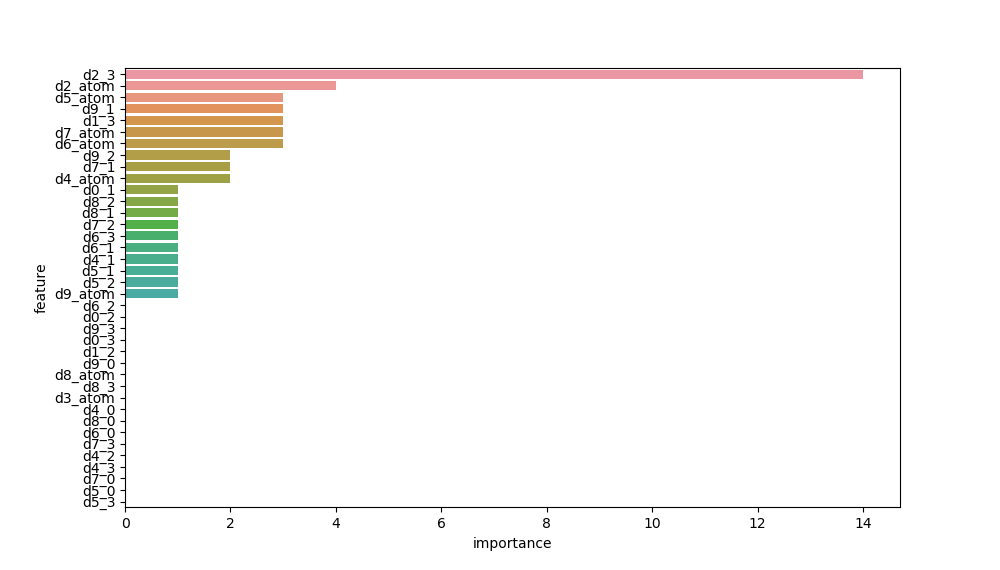 d2_3
d2_atom
d5_atom
d9_1
d1_3
d7_atom
d6_atom
d9_2
d7_1
d4_atom
d0_1
d8_2
d8_1
d7_2
d6_3
d6_1
d4_1
d5_1
d5_2
d9_atom
d6_2
d0_2
d9_3
d0_3
d1_2
d9_0
d8_atom
d8_3
d3_atom
d4_0
d8_0
d6_0
d7_3
d4_2
d4_3
d7_0
d5_0
d5_3
feature
0 2 4 6 8 10 12 14
importance